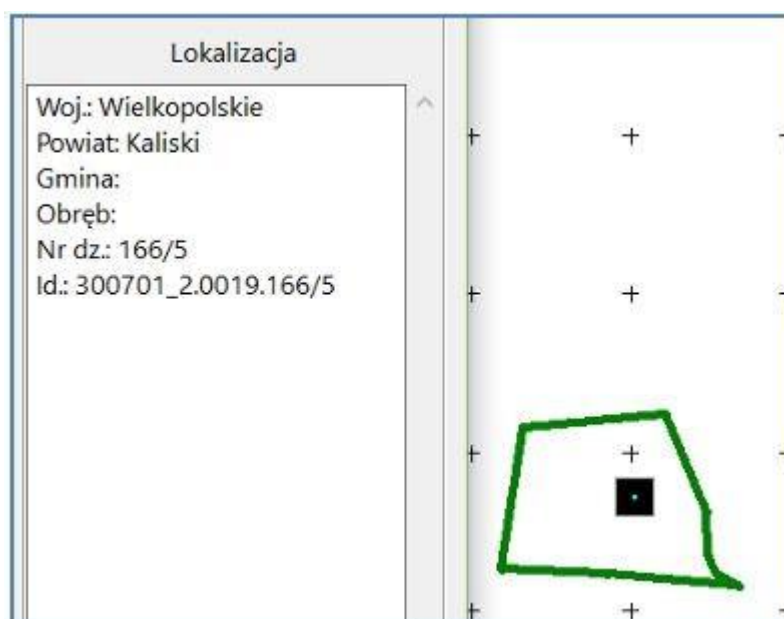 Lokalizacja
Woj.: Wielkopolskie
Powiat: Kaliski
Gmina:
Obręb:
Nr dz.: 166/5
Id.: 300701_2.0019.166/5